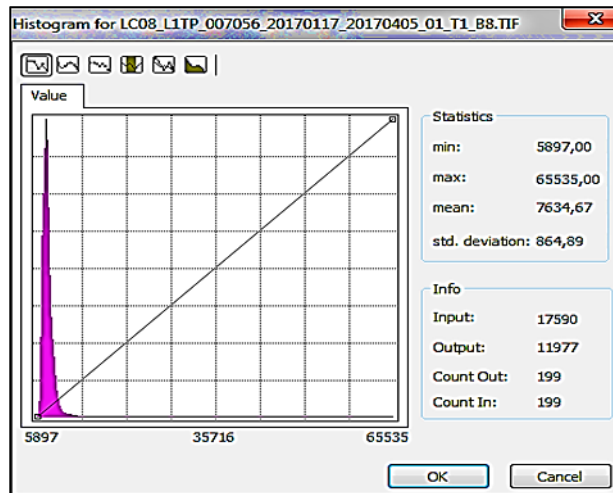 Histogram for LC08_L1TP_007056_20170117_20170405_01_T1_B8.TIF
Value
5897
35716
65535
Statistics
min: 5897,00
max: 65535,00
mean: 7634,67
std. deviation: 864,89
Info
Input: 17590
Output: 11977
Count Out: 199
Count In: 199
OK
Cancel